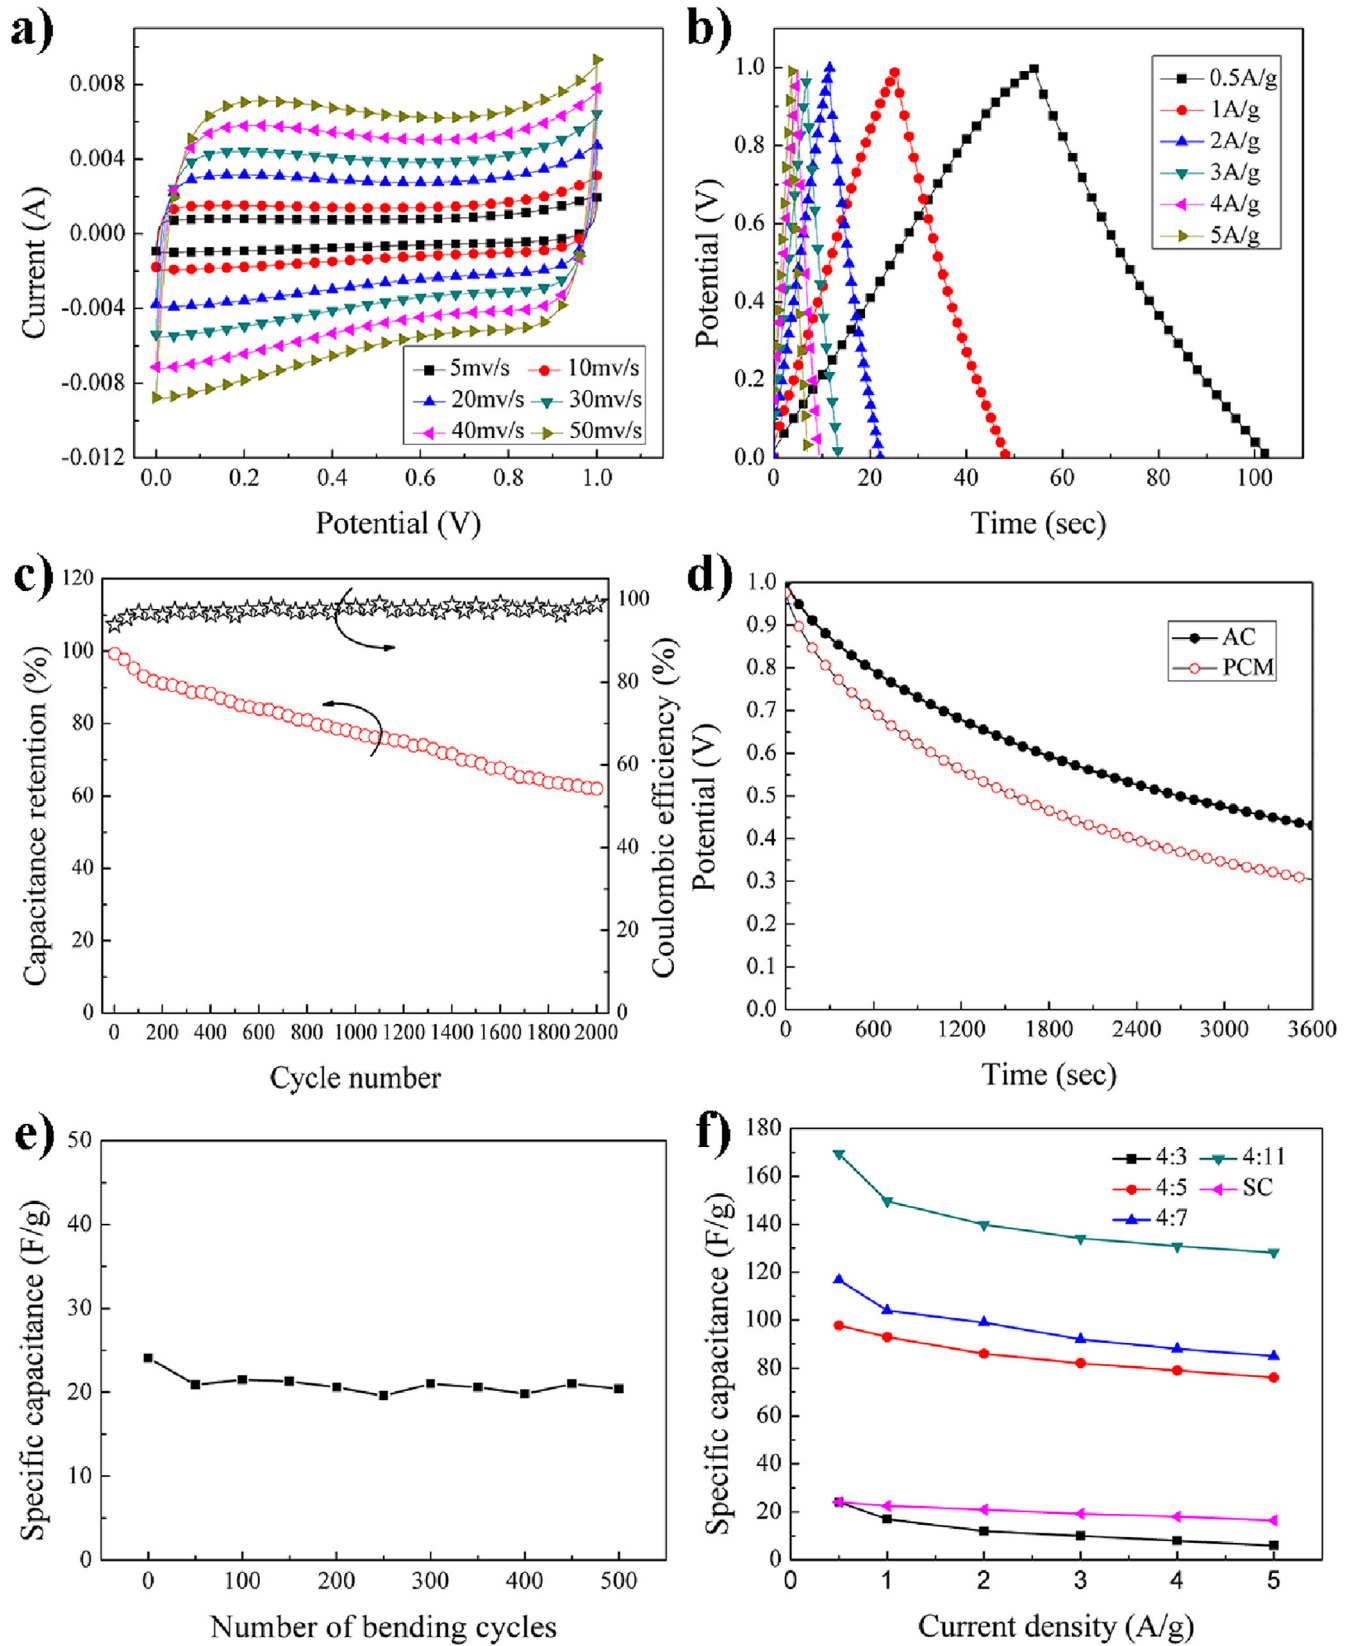 a)
0.008
0.004
0.000
-0.004
-0.008
-0.012
Current (A)
5mv/s 10mv/s
20mv/s 30mv/s
40mv/s 50mv/s
0.0 0.2 0.4 0.6 0.8 1.0
Potential (V)
b)
1.0
0.8
0.6
0.4
0.2
0.0
Potential (V)
0.5A/g
1A/g
2A/g
3A/g
4A/g
5A/g
0 20 40 60 80 100
Time (sec)
c)
120
100
80
60
40
20
0
Capacitance retention (%)
100
80
60
40
20
0
Coulombic efficiency (%)
0 200 400 600 800 1000 1200 1400 1600 1800 2000
Cycle number
d)
1.0
0.9
0.8
0.7
0.6
0.5
0.4
0.3
0.2
0.1
0.0
Potential (V)
AC
PCM
0 600 1200 1800 2400 3000 3600
Time (sec)
e)
50
40
30
20
10
0
Specific capacitance (F/g)
0 100 200 300 400 500
Number of bending cycles
f)
180
160
140
120
100
80
60
40
20
0
Specific capacitance (F/g)
4:3 4:11
4:5 SC
4:7
0 1 2 3 4 5
Current density (A/g)